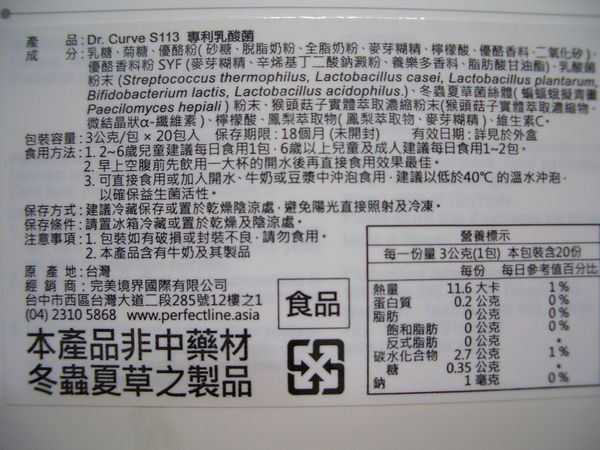 產　品：Dr. Curve S113 專利乳酸菌
成　分：乳糖、菊糖、優酪粉(砂糖、脫脂奶粉、全脂奶粉、麥芽糊精、檸檬酸、優酪香料、二氧化矽)、
優酪香料粉 SYF (麥芽糊精、辛烯基丁二酸鈉澱粉、養樂多香料、脂肪酸甘油酯)、乳酸菌
粉末 (Streptococcus thermophilus, Lactobacillus casei, Lactobacillus plantarum,
Bifidobacterium lactis, Lactobacillus acidophilus.)、冬蟲夏草菌絲體(蝙蝠蛾擬青黴
Paecilomyces hepiali) 粉末、猴頭菇子實體萃取濃縮粉末(猴頭菇子實體萃取濃縮物、
微結晶狀α-纖維素)、檸檬酸、鳳梨萃取物( 鳳梨萃取物、麥芽糊精)、維生素C。
包裝容量：3公克/包 × 20包入　保存期限：18個月 (未開封)　有效日期：詳見於外盒
食用方法：1. 2~6歲兒童建議每日食用1包，6歲以上兒童及成人建議每日食用1~2包。
2. 早上空腹前先飲用一大杯的開水後再直接食用效果最佳。
3. 可直接食用或加入開水、牛奶或豆漿中沖泡食用，建議以低於40℃ 的溫水沖泡，
以確保益生菌活性。
保存方式：建議冷藏保存或置於乾燥陰涼處，避免陽光直接照射及冷凍。
保存條件：請置冰箱冷藏或置於乾燥及陰涼處。
注意事項：1. 包裝如有破損或封裝不良，請勿食用。
2. 本產品含有牛奶及其製品
原 產 地：台灣
經 銷 商：完美境界國際有限公司
台中市西區台灣大道二段285號12樓之1
(04) 2310 5868 www.perfectline.asia
食品
本產品非中藥材
冬蟲夏草之製品
營養標示
每一份量 3公克(1包) 本包裝含20份
每份 每日參考值百分比
熱量 11.6 大卡 1%
蛋白質 0.2 公克 0%
脂肪 0 公克 0%
飽和脂肪 0 公克 0%
反式脂肪 0 公克 *
碳水化合物 2.7 公克 1%
糖 0.35 公克 *
鈉 1 毫克 0%